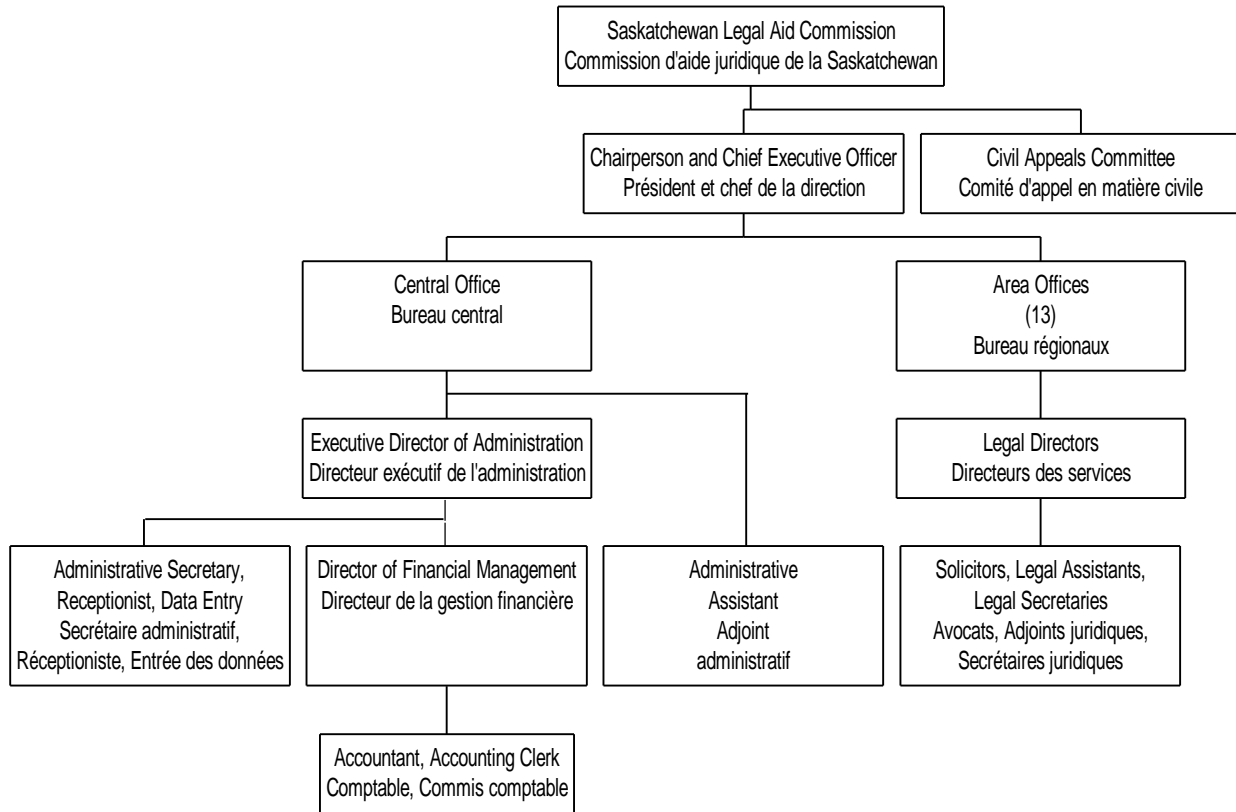 Saskatchewan Legal Aid Commission
Commission d'aide juridique de la Saskatchewan
Chairperson and Chief Executive Officer
Président et chef de la direction
Civil Appeals Committee
Comité d'appel en matière civile
Central Office
Bureau central
Area Offices
(13)
Bureau régionaux
Executive Director of Administration
Directeur exécutif de l'administration
Legal Directors
Directeurs des services
Administrative Secretary,
Receptionist, Data Entry
Secrétaire administratif,
Réceptioniste, Entrée des données
Director of Financial Management
Directeur de la gestion financière
Administrative
Assistant
Adjoint
administratif
Solicitors, Legal Assistants,
Legal Secretaries
Avocats, Adjoints juridiques,
Secrétaires juridiques
Accountant, Accounting Clerk
Comptable, Commis comptable